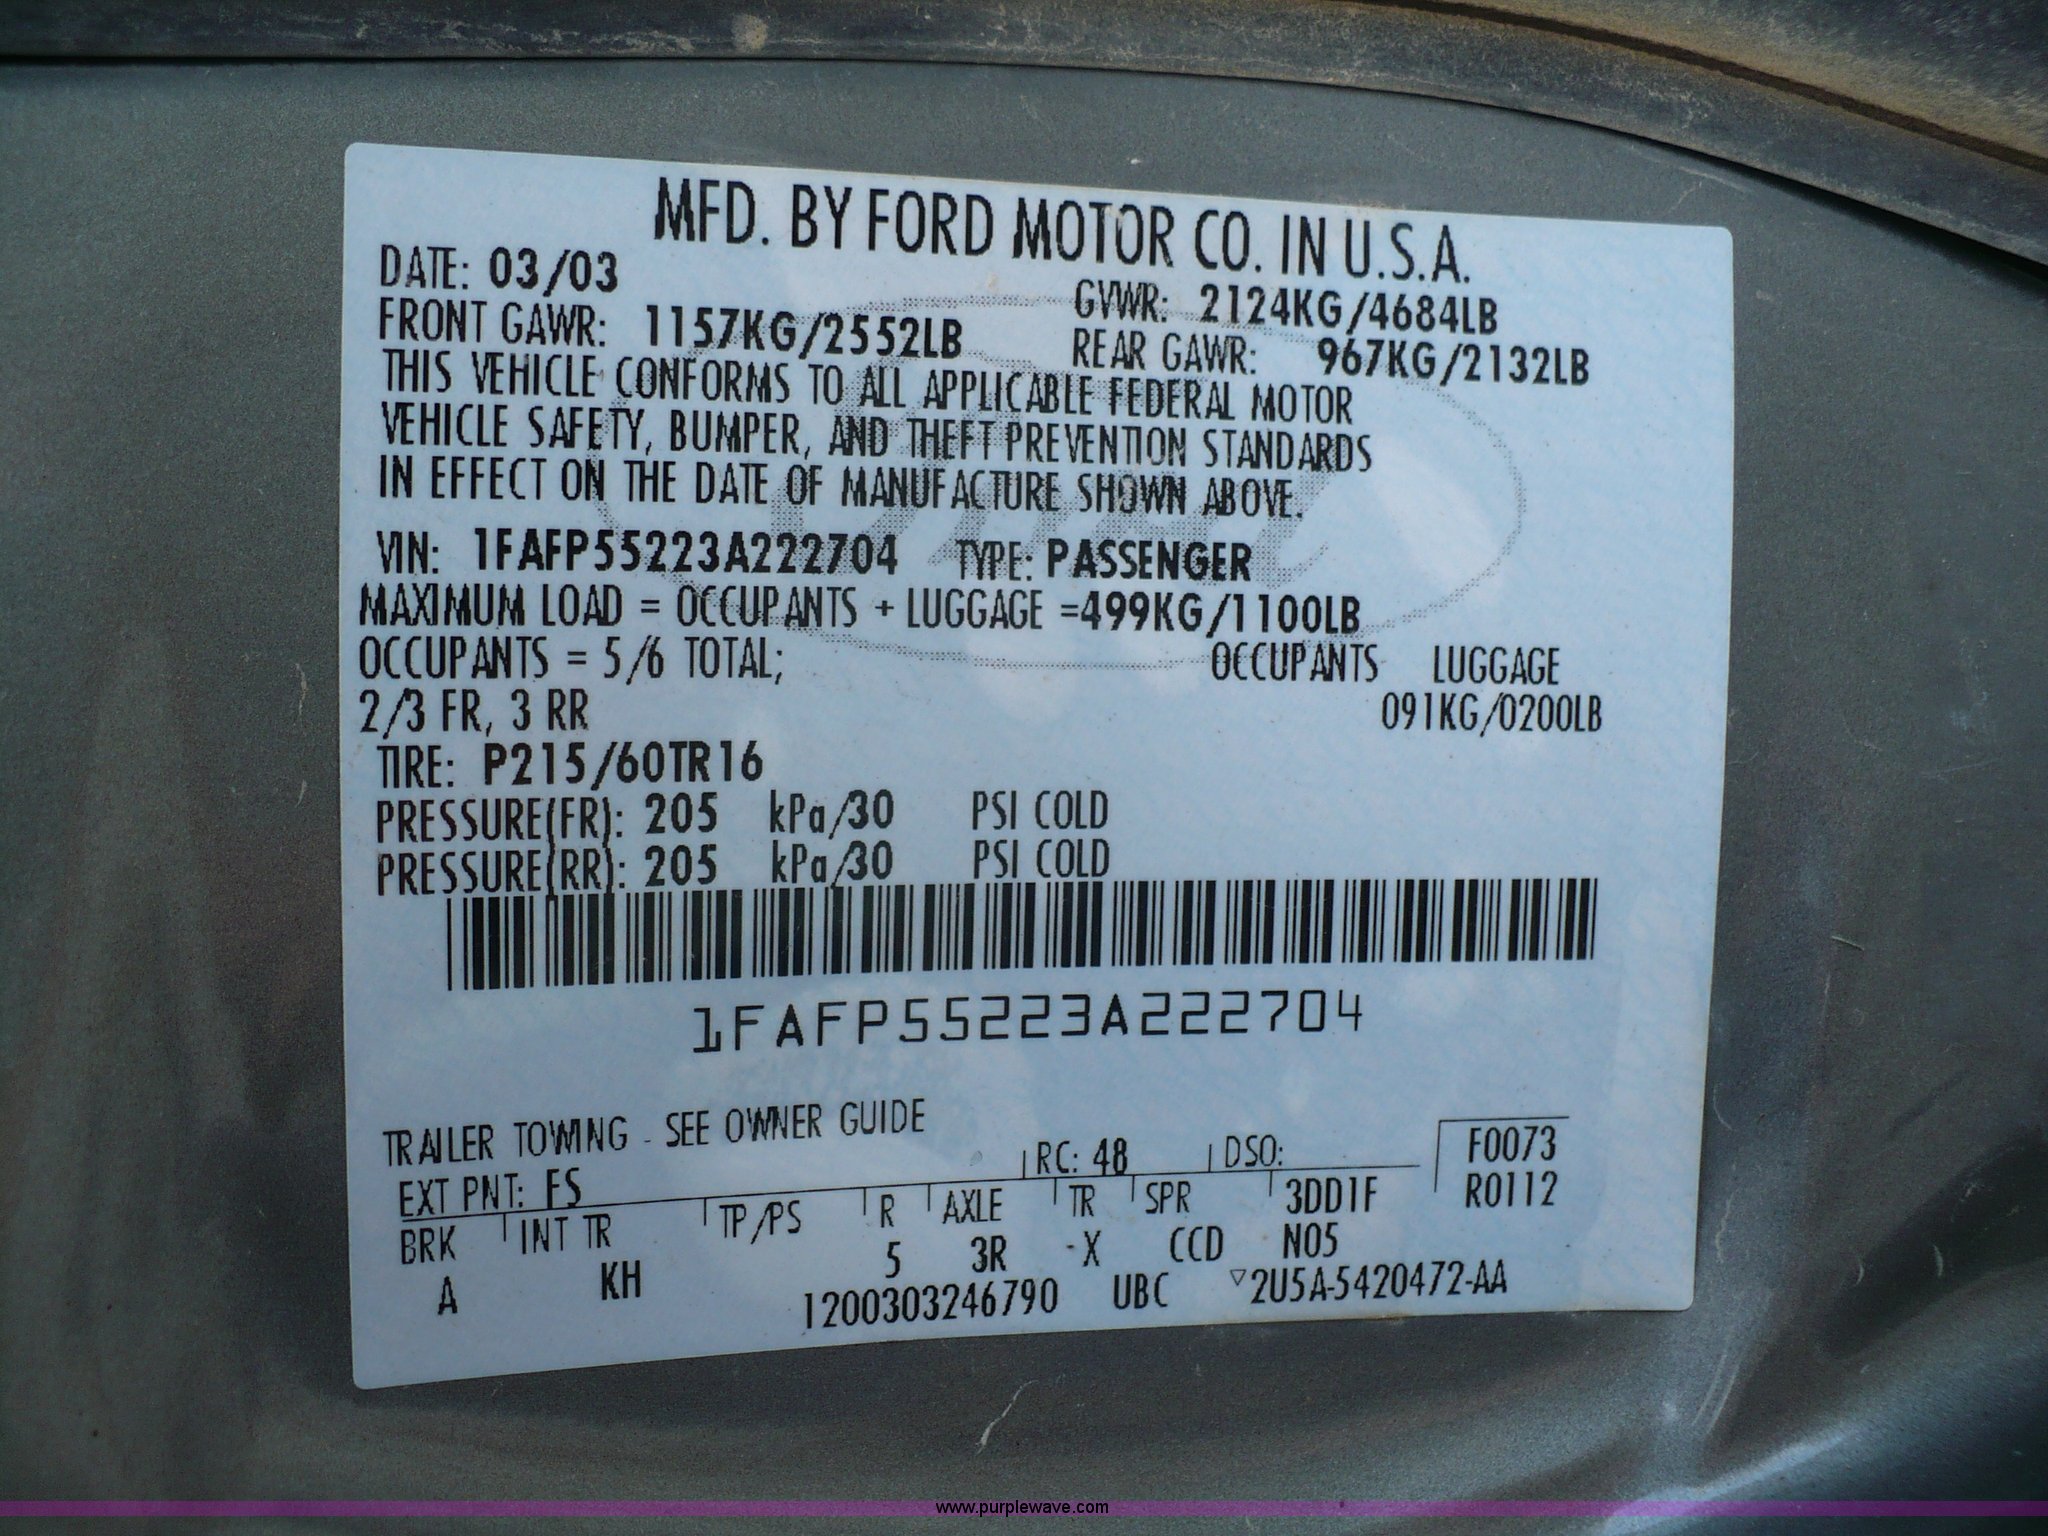 MFD. BY FORD MOTOR CO. IN U.S.A.
DATE: 03/03 GVWR: 2124KG/4684LB
FRONT GAWR: 1157KG/2552LB REAR GAWR: 967KG/2132LB
THIS VEHICLE CONFORMS TO ALL APPLICABLE FEDERAL MOTOR
VEHICLE SAFETY, BUMPER, AND THEFT PREVENTION STANDARDS
IN EFFECT ON THE DATE OF MANUFACTURE SHOWN ABOVE.
VIN: 1FAFP55223A222704 TYPE: PASSENGER
MAXIMUM LOAD = OCCUPANTS + LUGGAGE =499KG/1100LB
OCCUPANTS = 5/6 TOTAL; OCCUPANTS LUGGAGE
2/3 FR, 3 RR 091KG/0200LB
TIRE: P215/60TR16
PRESSURE(FR): 205 kPa/30 PSI COLD
PRESSURE(RR): 205 kPa/30 PSI COLD
1FAFP55223A222704
TRAILER TOWING - SEE OWNER GUIDE
EXT PNT: FS RC: 48 DSO: F0073
BRK INT TR TP/PS R AXLE TR SPR 3DD1F R0112
A KH 5 3R -X CCD N05
1200303246790 UBC ▽2U5A-5420472-AA
www.purplewave.com